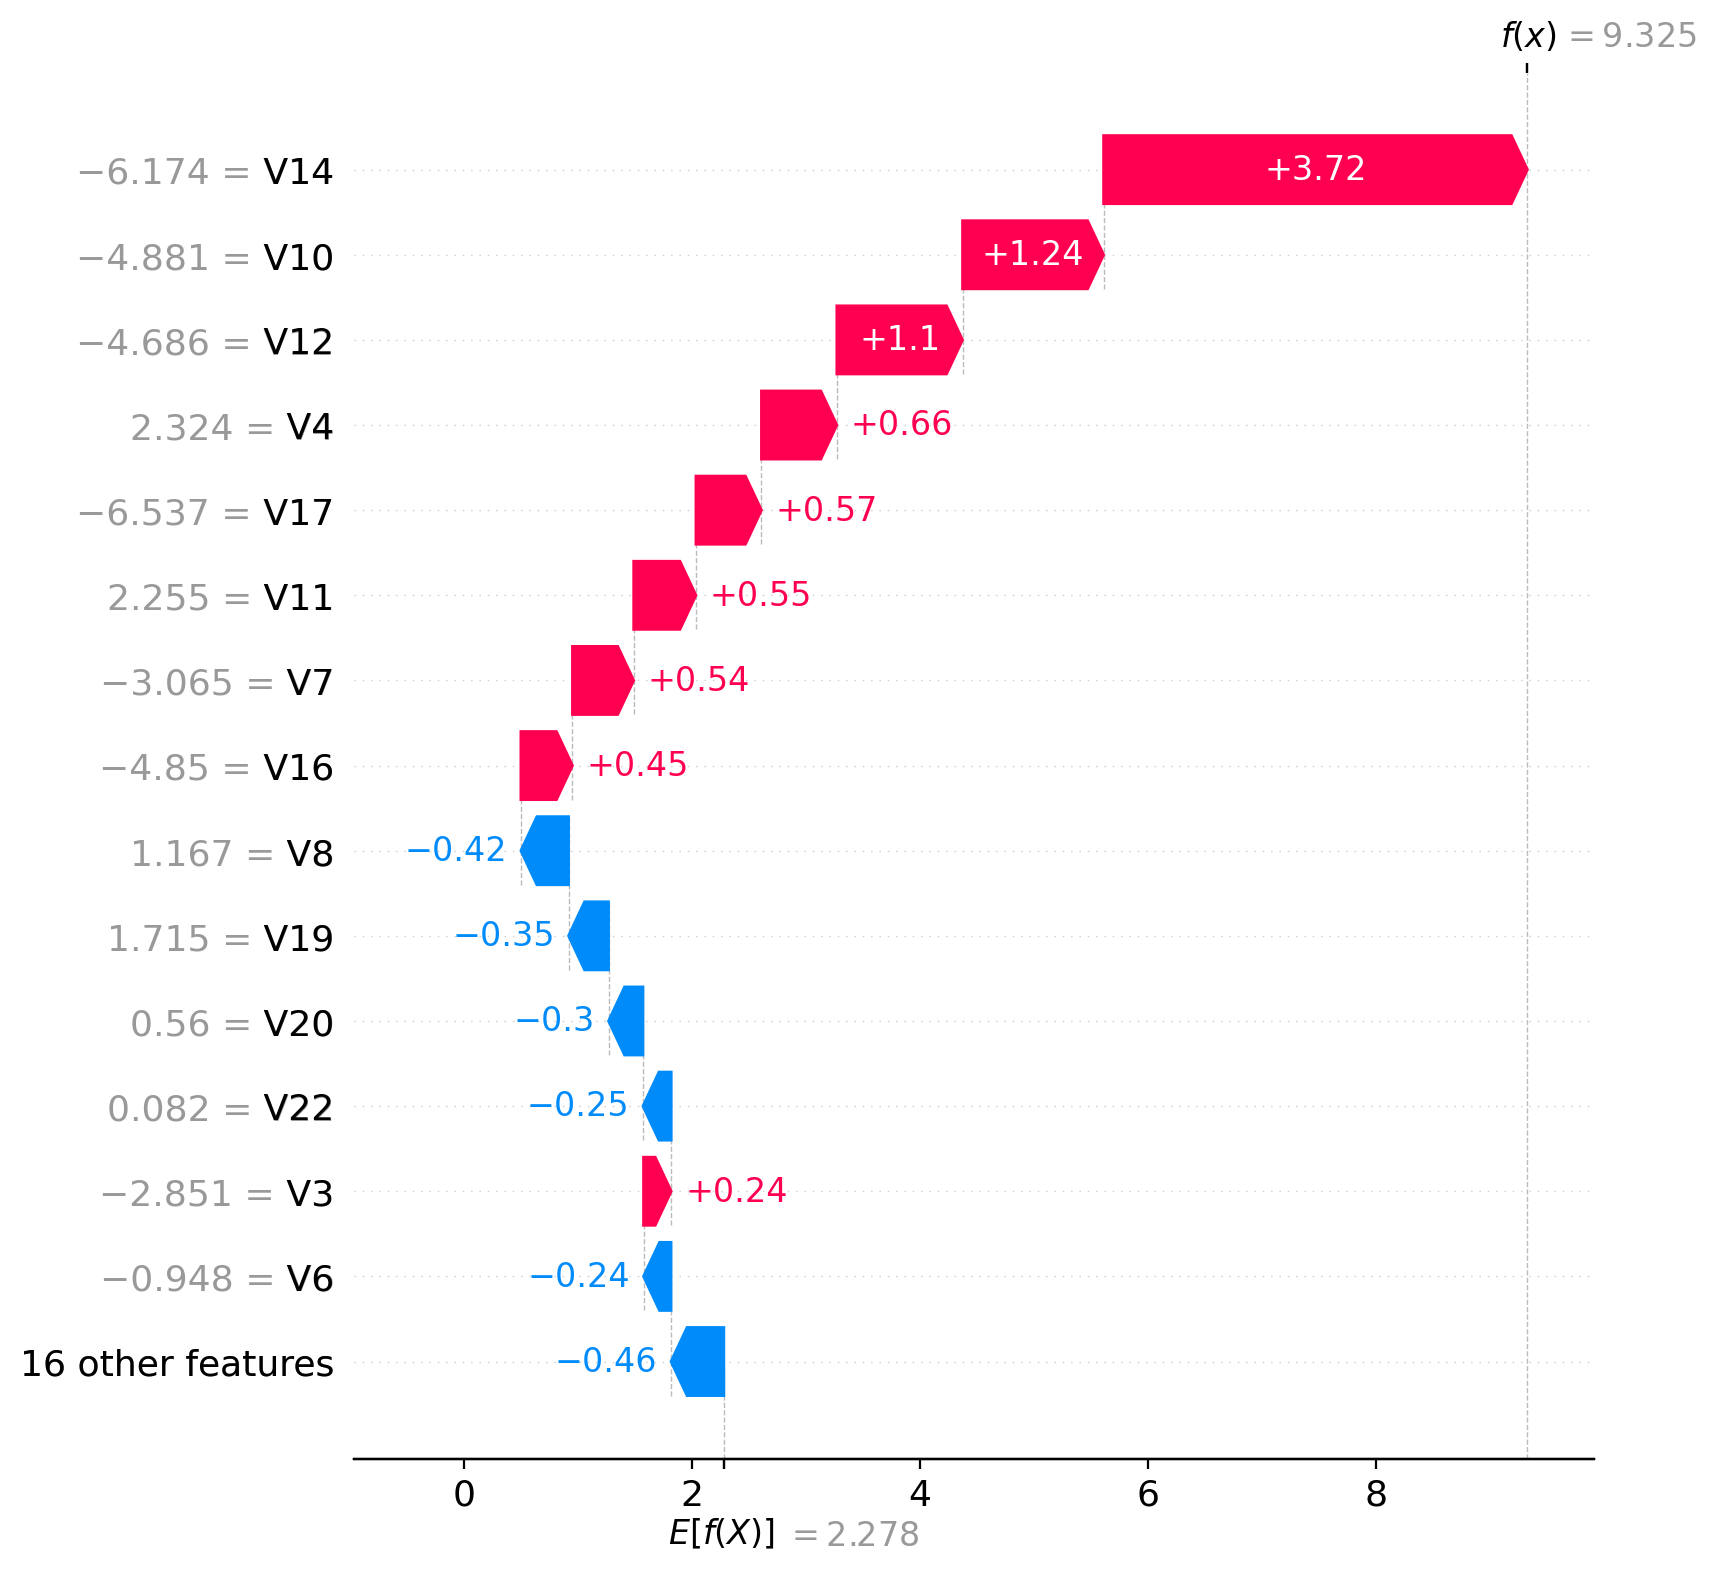 f(x) = 9.325
−6.174 = V14 +3.72
−4.881 = V10 +1.24
−4.686 = V12 +1.1
2.324 = V4 +0.66
−6.537 = V17 +0.57
2.255 = V11 +0.55
−3.065 = V7 +0.54
−4.85 = V16 +0.45
1.167 = V8 −0.42
1.715 = V19 −0.35
0.56 = V20 −0.3
0.082 = V22 −0.25
−2.851 = V3 +0.24
−0.948 = V6 −0.24
16 other features −0.46
0 2 4 6 8
E[f(X)] = 2.278